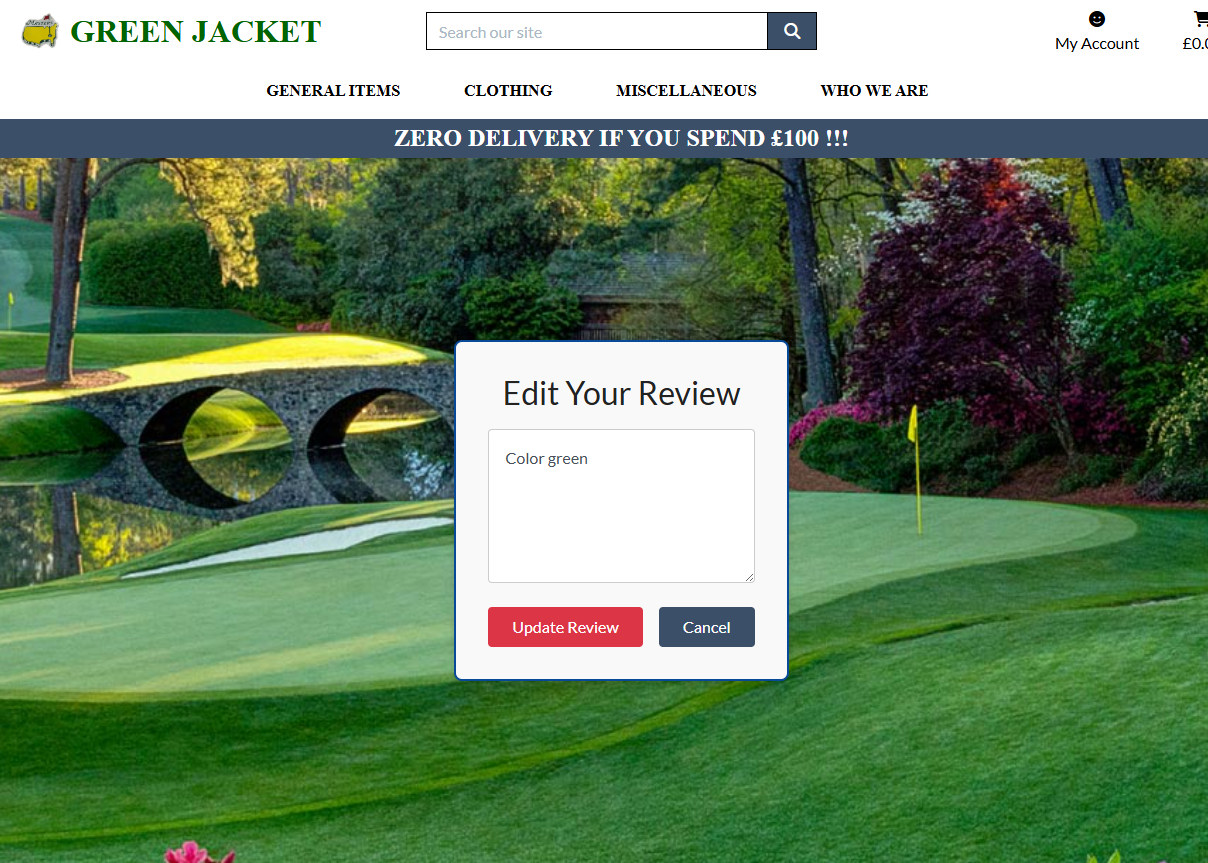 GREEN JACKET
Search our site
My Account
£0.0
GENERAL ITEMS
CLOTHING
MISCELLANEOUS
WHO WE ARE
ZERO DELIVERY IF YOU SPEND £100 !!!
Edit Your Review
Color green
Update Review
Cancel